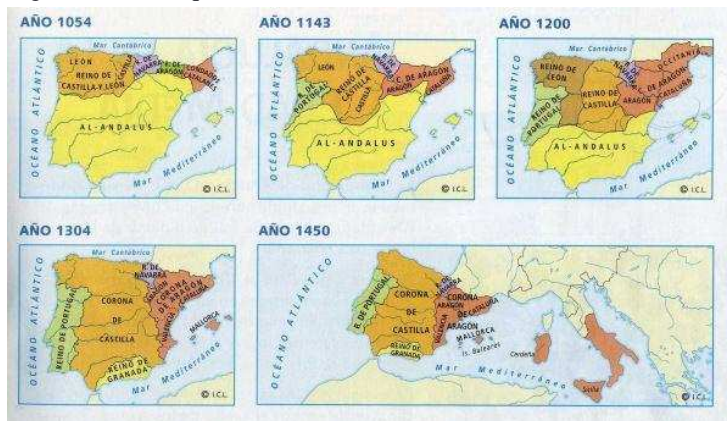 AÑO 1054
Mar Cantábrico
OCÉANO ATLÁNTICO
LEÓN
REINO DE
CASTILLA Y LEÓN
CASTILLA
R. DE
NAVARRA
R. DE
ARAGÓN
CONDADOS
CATALANES
AL-ANDALUS
Mar Mediterráneo
© I.C.L.
AÑO 1143
Mar Cantábrico
OCÉANO ATLÁNTICO
LEÓN
R. DE
PORTUGAL
REINO DE
CASTILLA
CASTILLA
NAVARRA
C. DE ARAGÓN
ARAGÓN
CATALUÑA
AL-ANDALUS
Mar Mediterráneo
© I.C.L.
AÑO 1200
Mar Cantábrico
OCÉANO ATLÁNTICO
REINO DE
LEÓN
REINO DE
PORTUGAL
REINO DE
CASTILLA
NAVARRA
OCCITANIA
C. DE ARAGÓN
ARAGÓN
CATALUÑA
AL-ANDALUS
Mar Mediterráneo
© I.C.L.
AÑO 1304
Mar Cantábrico
OCÉANO ATLÁNTICO
REINO DE PORTUGAL
CORONA
DE
CASTILLA
R. DE
NAVARRA
CORONA
DE ARAGÓN
ARAGÓN
CATALUÑA
VALENCIA
MALLORCA
REINO DE
GRANADA
Mar Mediterráneo
© I.C.L.
AÑO 1450
OCÉANO ATLÁNTICO
R. DE PORTUGAL
CORONA
DE
CASTILLA
R. DE
NAVARRA
CORONA
ARAGÓN
DE CATALUÑA
ARAGÓN
VALENCIA
MALLORCA
Is. Baleares
REINO DE
GRANADA
Cerdeña
Sicilia
Mar Mediterráneo
© I.C.L.